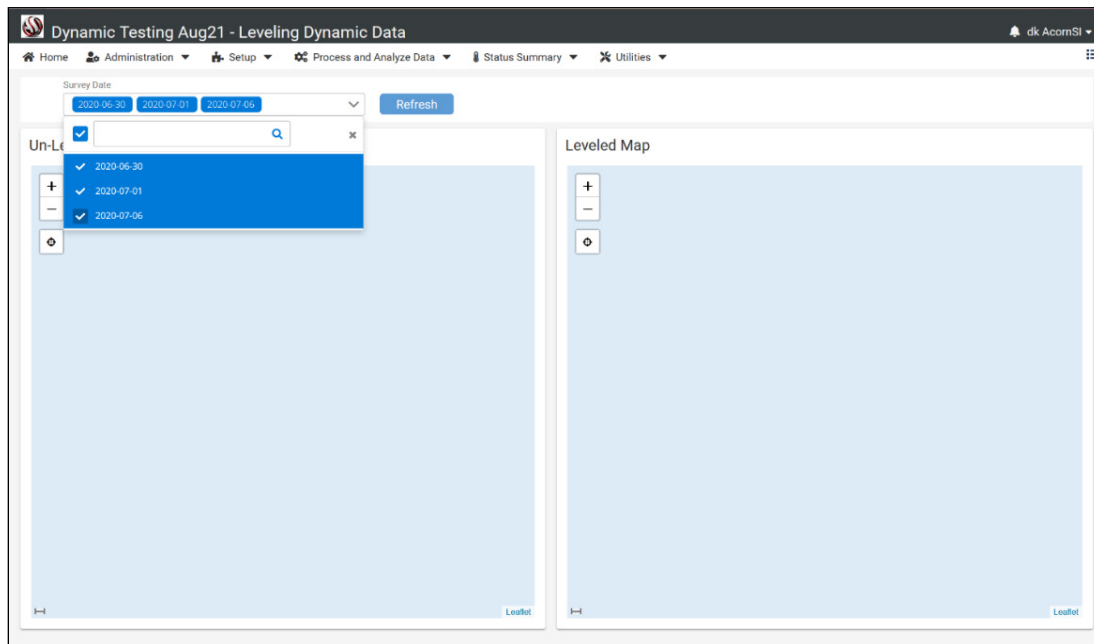 Dynamic Testing Aug21 - Leveling Dynamic Data
dk AcornSI
Home Administration Setup Process and Analyze Data Status Summary Utilities
Survey Date
2020-06-30 2020-07-01 2020-07-06 Refresh
Un-Le
Leveled Map
2020-06-30
2020-07-01
2020-07-06
Leaflet
Leaflet